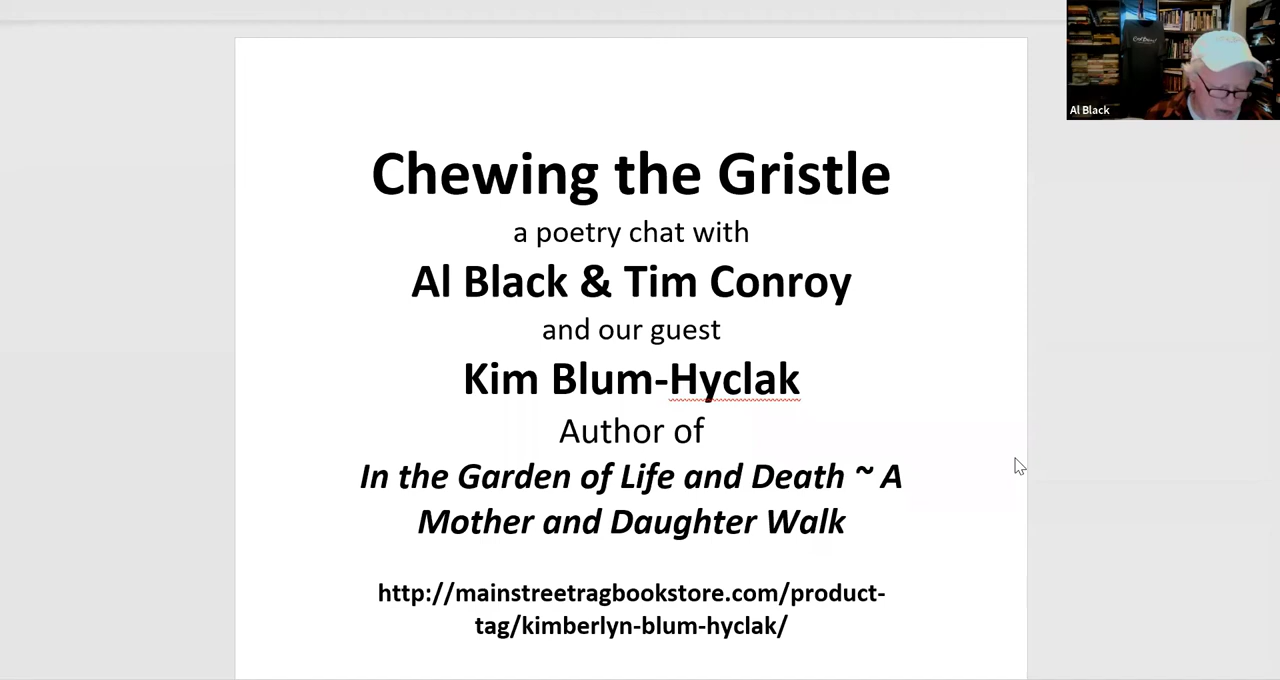 Chewing the Gristle
a poetry chat with
Al Black & Tim Conroy
and our guest
Kim Blum-Hyclak
Author of
In the Garden of Life and Death ~ A
Mother and Daughter Walk
http://mainstreetragbookstore.com/product-
tag/kimberlyn-blum-hyclak/
Al Black